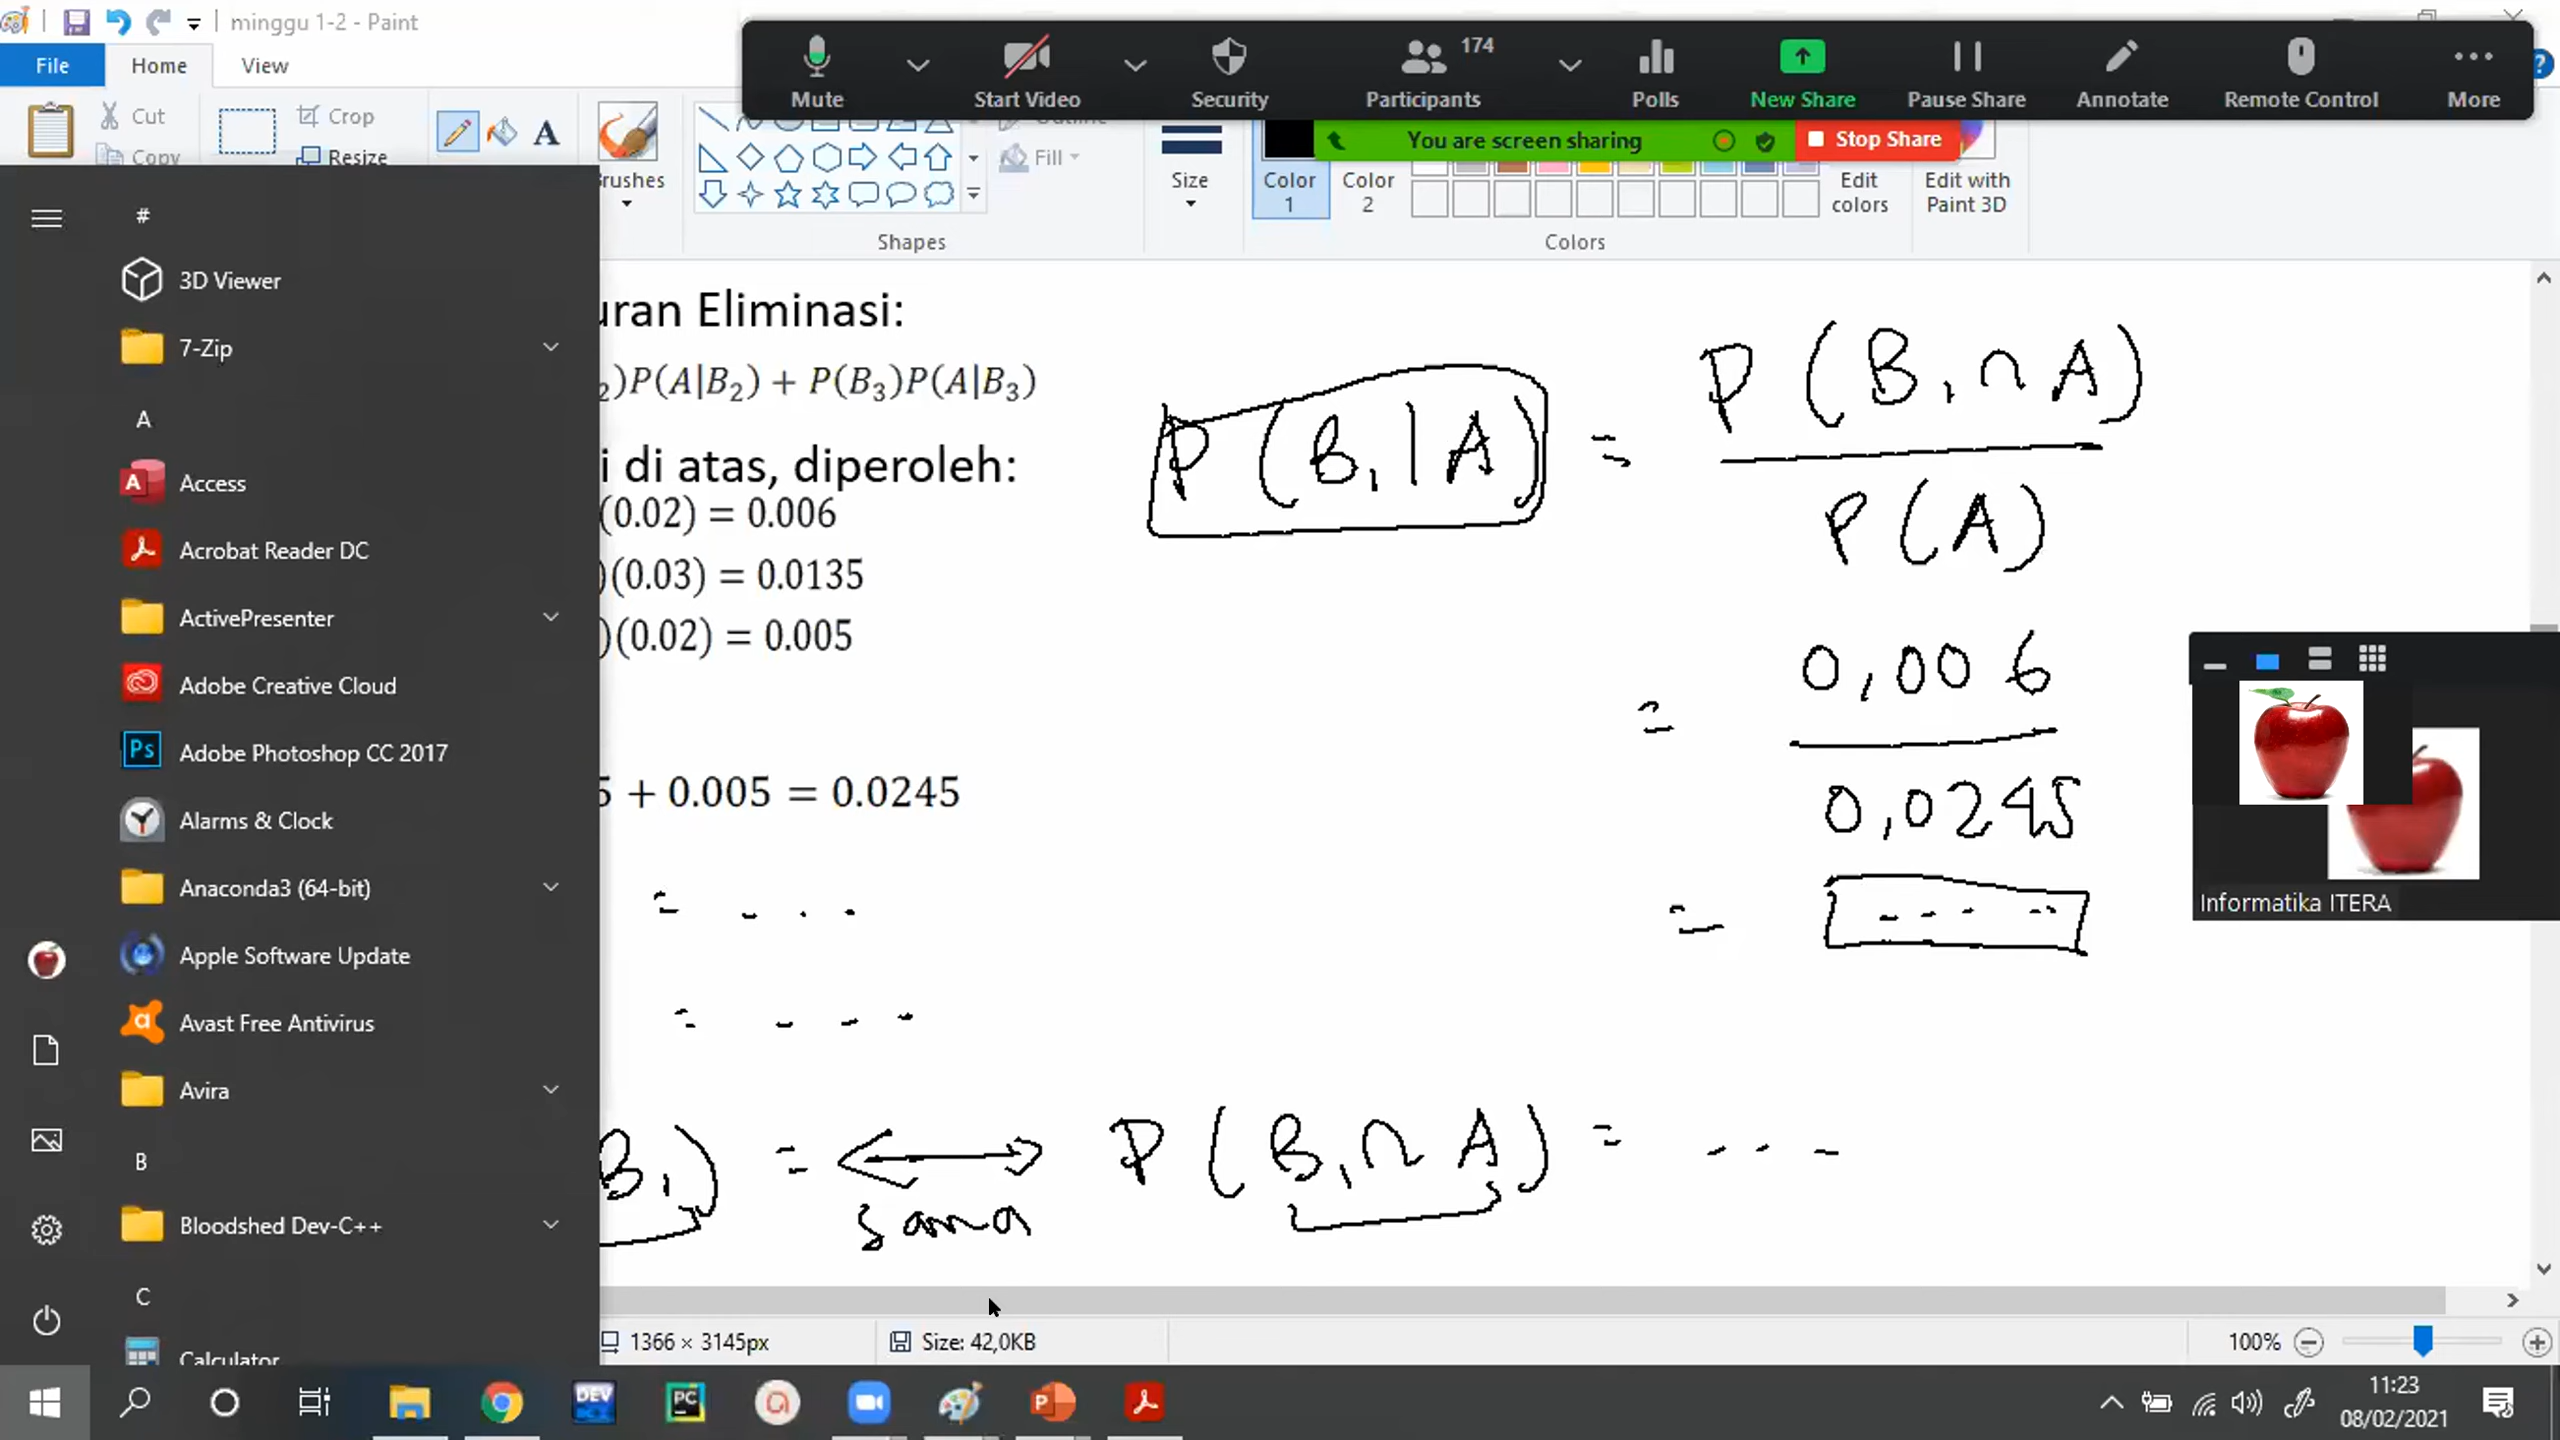 minggu 1-2 - Paint
File Home View
Cut
Copy
Crop
Resize
Brushes
Shapes
Fill
Size
Color 1
Color 2
Edit colors
Edit with Paint 3D
Colors
Mute
Start Video
Security
Participants 174
Polls
New Share
Pause Share
Annotate
Remote Control
More
You are screen sharing
Stop Share
#
3D Viewer
7-Zip
A
Access
Acrobat Reader DC
ActivePresenter
Adobe Creative Cloud
Adobe Photoshop CC 2017
Alarms & Clock
Anaconda3 (64-bit)
Apple Software Update
Avast Free Antivirus
Avira
B
Bloodshed Dev-C++
C
Calculator
uran Eliminasi:
₂)P(A|B₂) + P(B₃)P(A|B₃)
i di atas, diperoleh:
(0.02) = 0.006
)(0.03) = 0.0135
)(0.02) = 0.005
5 + 0.005 = 0.0245
= - . .
= - - -
P(B₁|A) = P(B₁∩A)
P(A)
= 0,006
0,0245
= - - - -
B₁) = ⟷ P(B₁∩A) = - - -
sama
Informatika ITERA
1366 × 3145px
Size: 42,0KB
100%
DEV
PC
11:23
08/02/2021